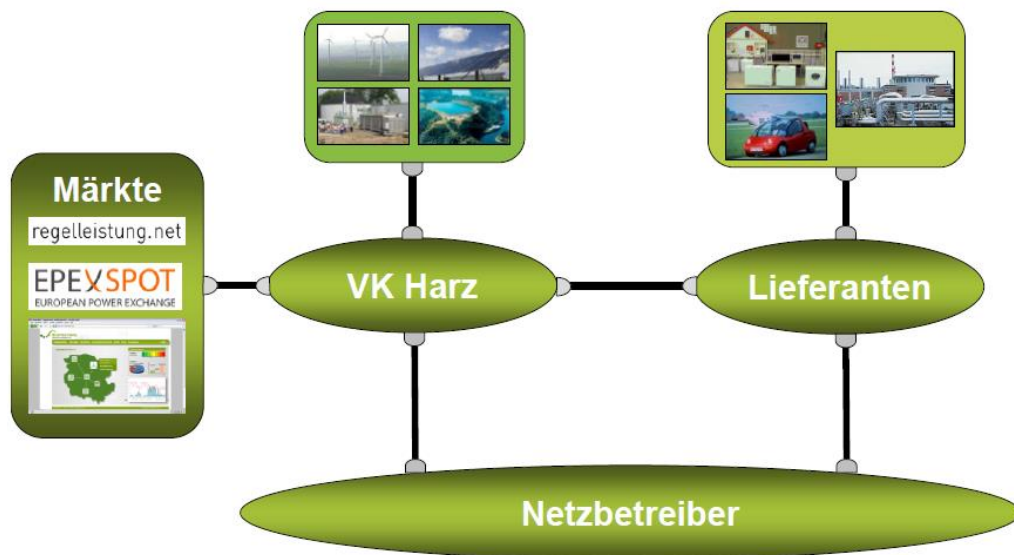 Märkte
regelleistung.net
EPEXSPOT
EUROPEAN POWER EXCHANGE
VK Harz
Lieferanten
Netzbetreiber